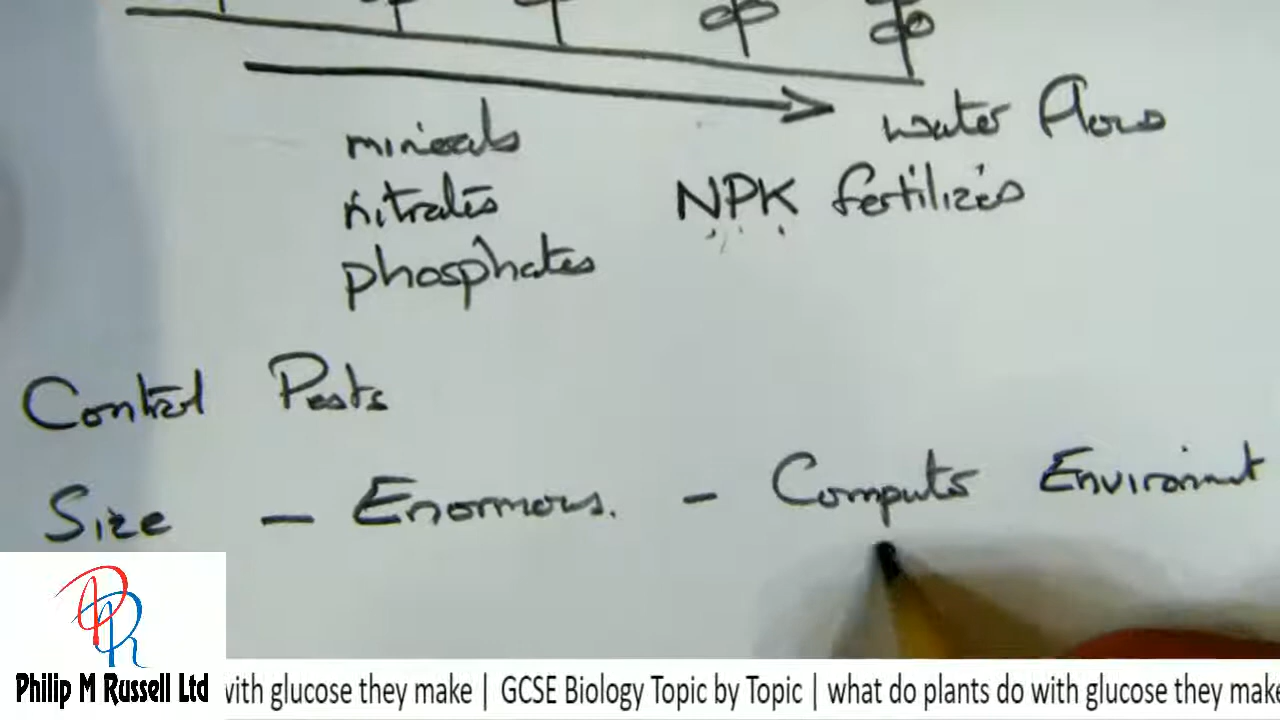 water flows
minerals
nitrates NPK fertilizers
phosphates
Control Pests
Size - Enormous. - Computer Environment
Philip M Russell Ltd
with glucose they make | GCSE Biology Topic by Topic | what do plants do with glucose they make